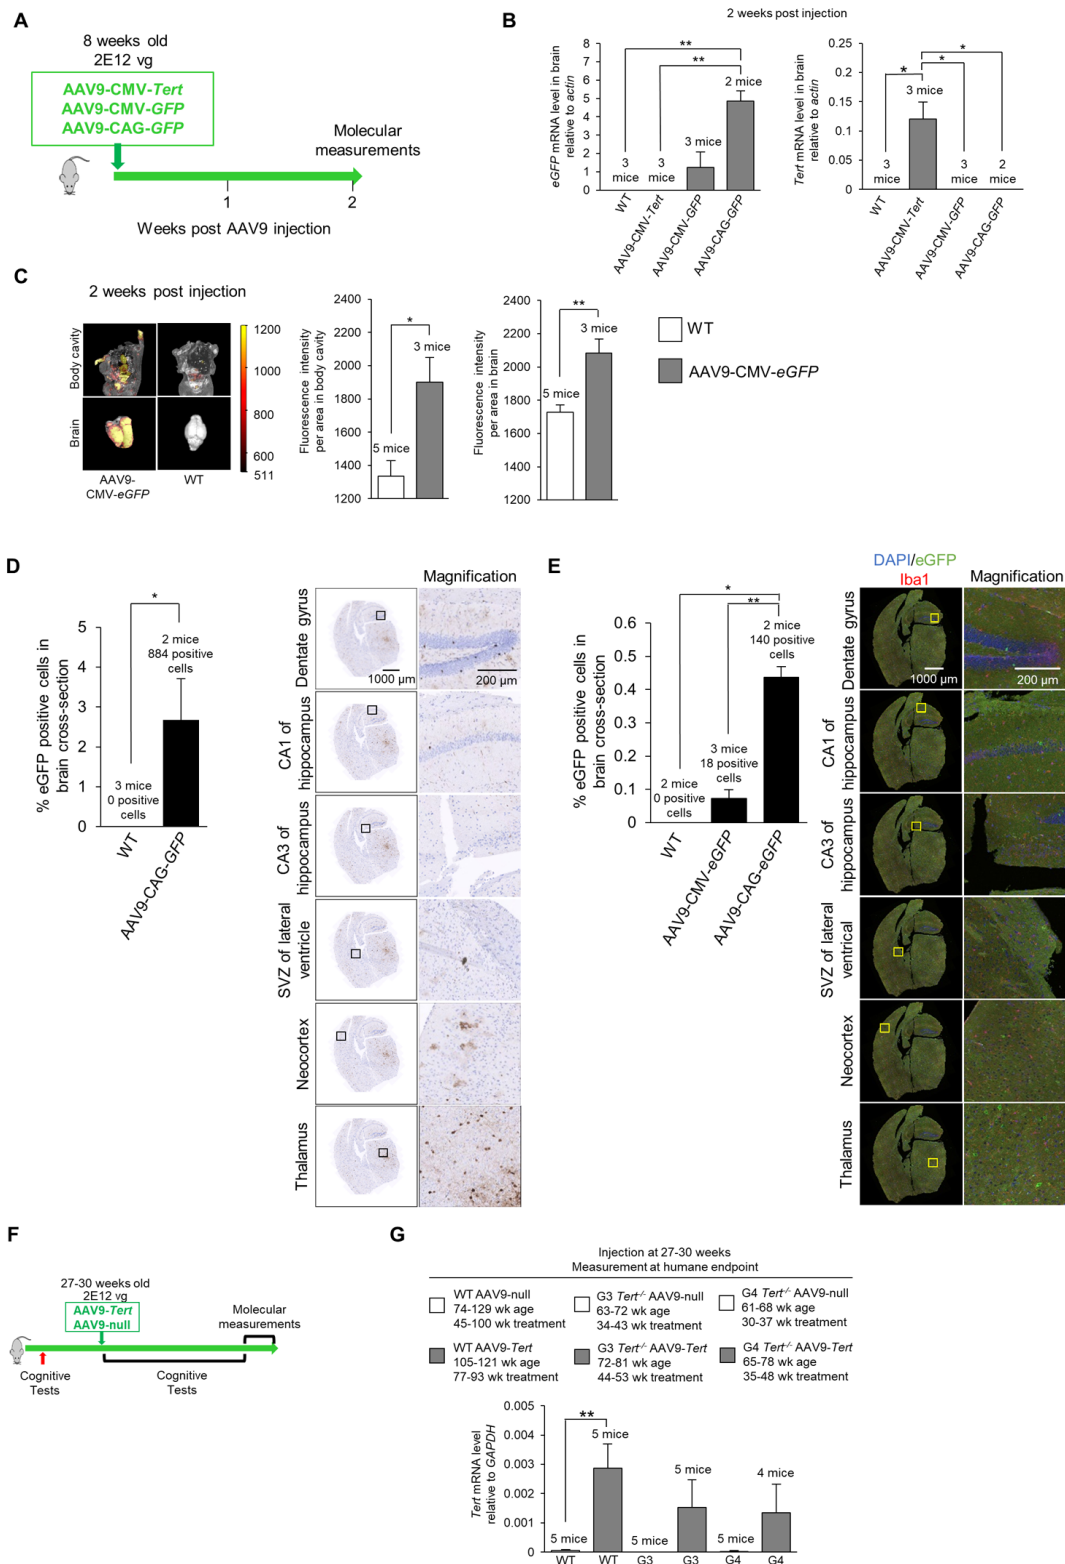 A
8 weeks old
2E12 vg
AAV9-CMV-Tert
AAV9-CMV-GFP
AAV9-CAG-GFP
Molecular
measurements
1
2
Weeks post AAV9 injection
B
2 weeks post injection
eGFP mRNA level in brain
relative to actin
8
7
6
5
4
3
2
1
0
**
**
3
mice
3
mice
3 mice
2 mice
WT
AAV9-CMV-Tert
AAV9-CMV-GFP
AAV9-CAG-GFP
Tert mRNA level in brain
relative to actin
0.25
0.2
0.15
0.1
0.05
0
*
*
*
3
mice
3 mice
3
mice
2
mice
WT
AAV9-CMV-Tert
AAV9-CMV-GFP
AAV9-CAG-GFP
C
2 weeks post injection
Body cavity
Brain
AAV9-
CMV-eGFP
WT
1200
1000
800
600
511
Fluorescence intensity
per area in body cavity
2400
2200
2000
1800
1600
1400
1200
*
5 mice
3 mice
Fluorescence intensity
per area in brain
2400
2200
2000
1800
1600
1400
1200
**
5 mice
3 mice
WT
AAV9-CMV-eGFP
D
% eGFP positive cells in
brain cross-section
5
4
3
2
1
0
*
3 mice
0 positive
cells
2 mice
884 positive
cells
WT
AAV9-CAG-GFP
Magnification
Dentate gyrus
1000 µm
200 µm
CA1 of
hippocampus
CA3 of
hippocampus
SVZ of lateral
ventricle
Neocortex
Thalamus
E
% eGFP positive cells in
brain cross-section
0.6
0.5
0.4
0.3
0.2
0.1
0
*
**
2 mice
0 positive
cells
3 mice
18 positive
cells
2 mice
140 positive
cells
WT
AAV9-CMV-eGFP
AAV9-CAG-eGFP
DAPI/eGFP
Iba1
Magnification
Dentate gyrus
1000 µm
200 µm
CA1 of
hippocampus
CA3 of
hippocampus
SVZ of lateral
ventrical
Neocortex
Thalamus
F
27-30 weeks old
2E12 vg
AAV9-Tert
AAV9-null
Molecular
measurements
Cognitive
Tests
Cognitive
Tests
G
Injection at 27-30 weeks
Measurement at humane endpoint
WT AAV9-null
74-129 wk age
45-100 wk treatment
G3 Tert-/- AAV9-null
63-72 wk age
34-43 wk treatment
G4 Tert-/- AAV9-null
61-68 wk age
30-37 wk treatment
WT AAV9-Tert
105-121 wk age
77-93 wk treatment
G3 Tert-/- AAV9-Tert
72-81 wk age
44-53 wk treatment
G4 Tert-/- AAV9-Tert
65-78 wk age
35-48 wk treatment
Tert mRNA level
relative to GAPDH
0.005
0.004
0.003
0.002
0.001
0
**
5 mice
5 mice
5 mice
5 mice
5 mice
4 mice
WT
WT
G3
G3
G4
G4